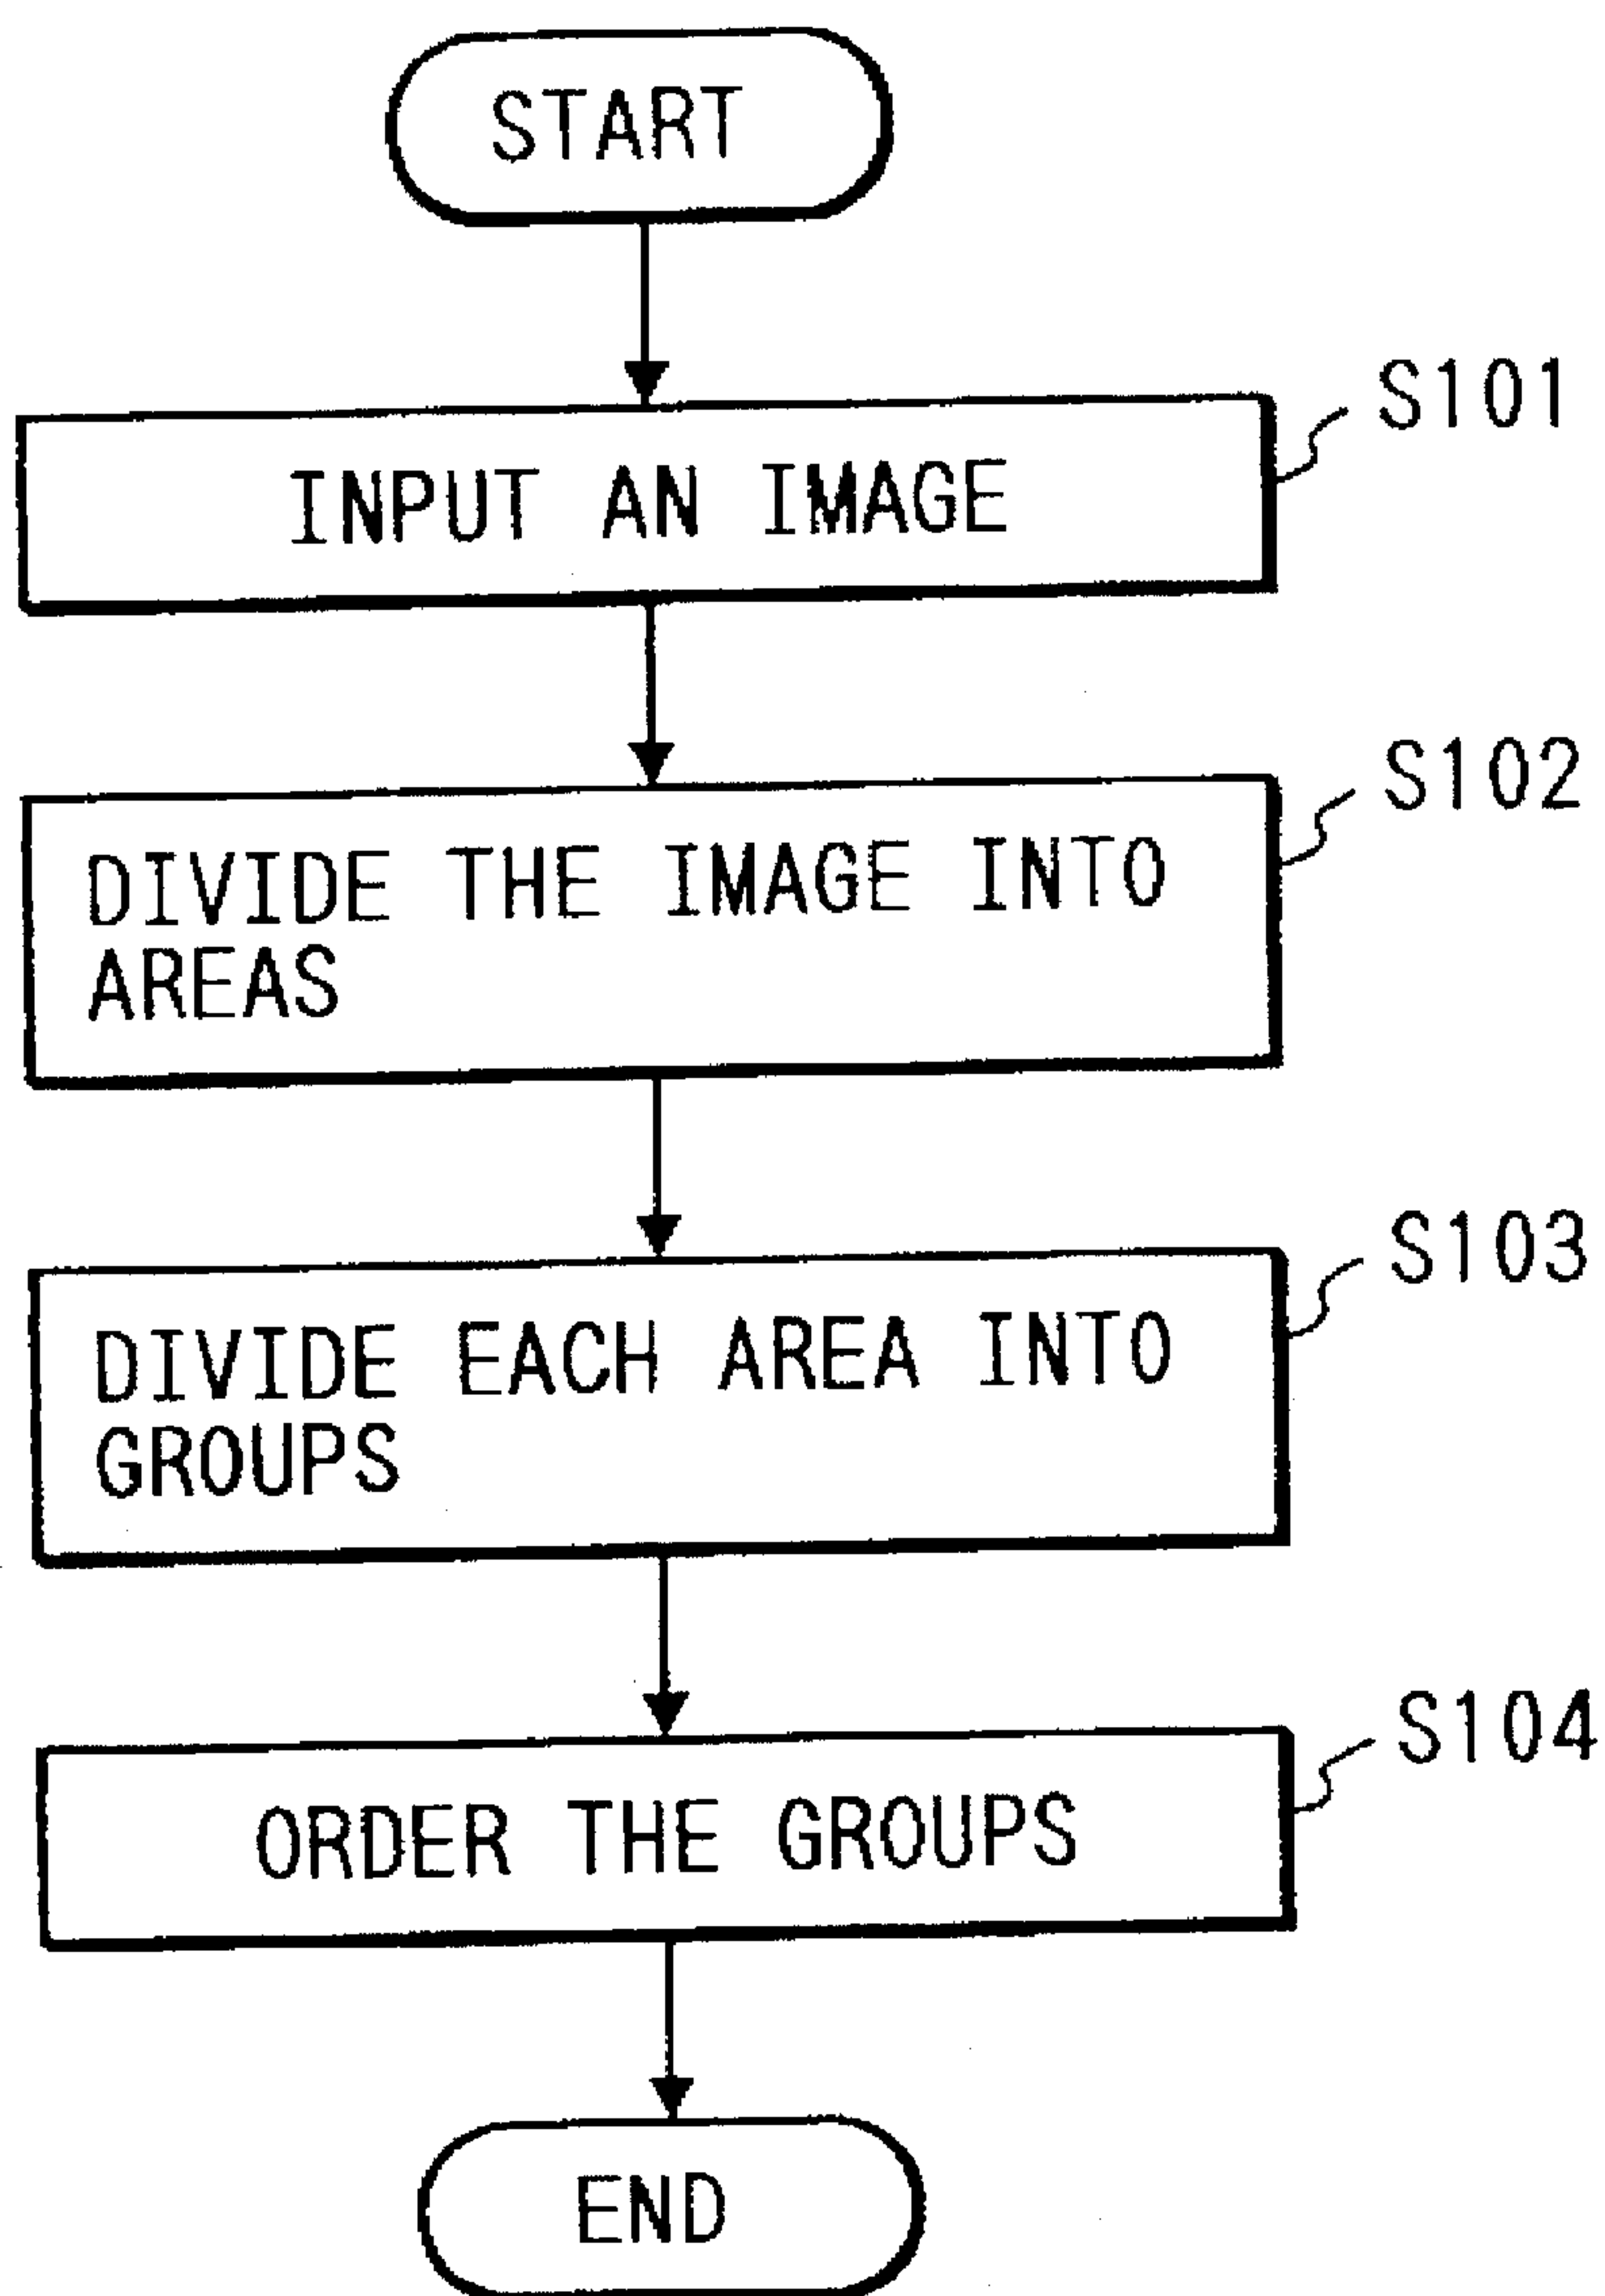 START
S101
INPUT AN IMAGE
S102
DIVIDE THE IMAGE INTO
AREAS
S103
DIVIDE EACH AREA INTO
GROUPS
S104
ORDER THE GROUPS
END